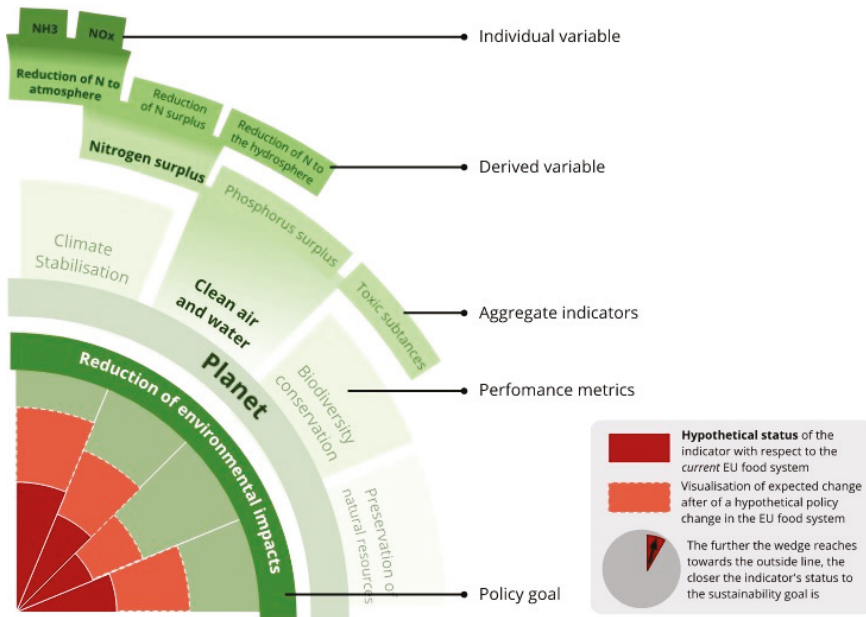 NH3
NOx
Individual variable
Reduction of N to
atmosphere
Reduction
of N surplus
Reduction of N to
the hydrosphere
Derived variable
Nitrogen surplus
Phosphorus surplus
Climate
Stabilisation
Clean air
and water
Toxic subtances
Aggregate indicators
Planet
Biodiversity
conservation
Perfomance metrics
Reduction of environmental impacts
Preservation of
natural resources
Policy goal
Hypothetical status of the
indicator with respect to the
current EU food system
Visualisation of expected change
after of a hypothetical policy
change in the EU food system
The further the wedge reaches
towards the outside line, the
closer the indicator's status to
the sustainability goal is